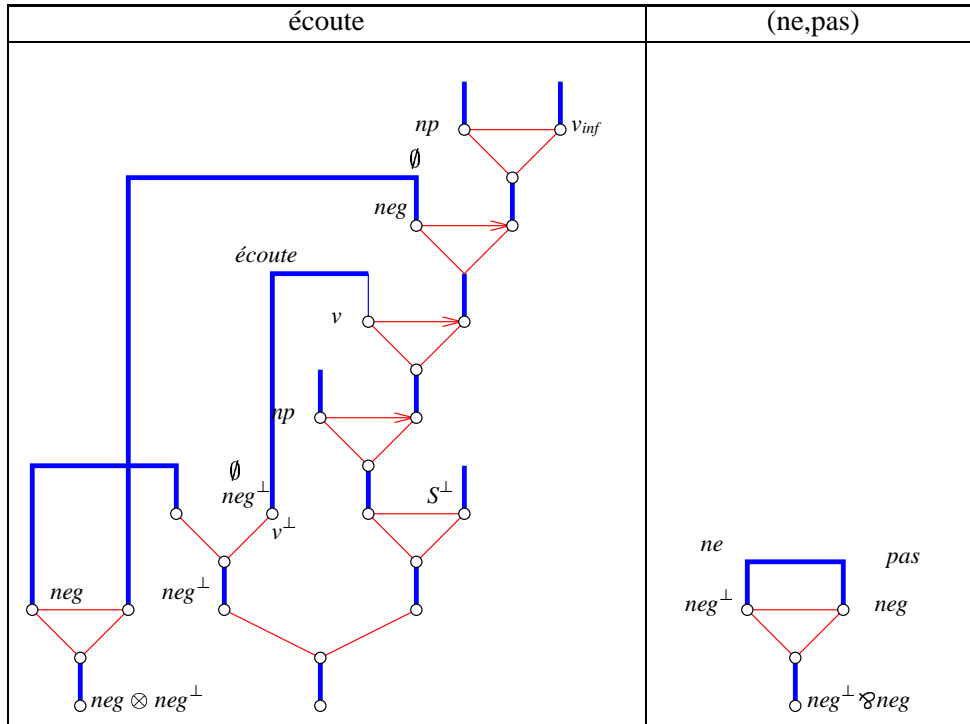 écoute (ne,pas)
np v_inf
∅
neg
écoute
v
np
∅
neg^⊥ S^⊥
v^⊥
ne pas
neg neg^⊥ neg^⊥ neg
neg ⊗ neg^⊥ neg^⊥ ⅋ neg